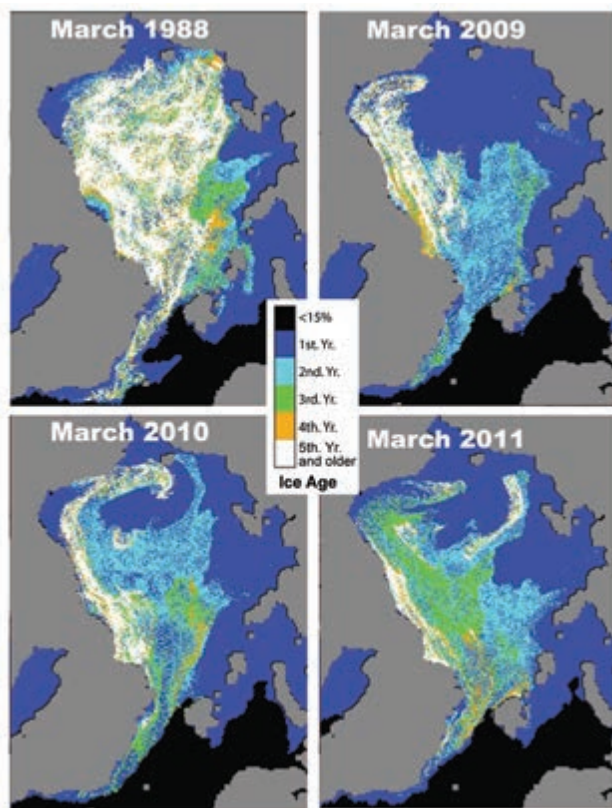 March 1988
March 2009
<15%
1st. Yr.
2nd. Yr.
3rd. Yr.
4th. Yr.
5th. Yr.
and older
Ice Age
March 2010
March 2011